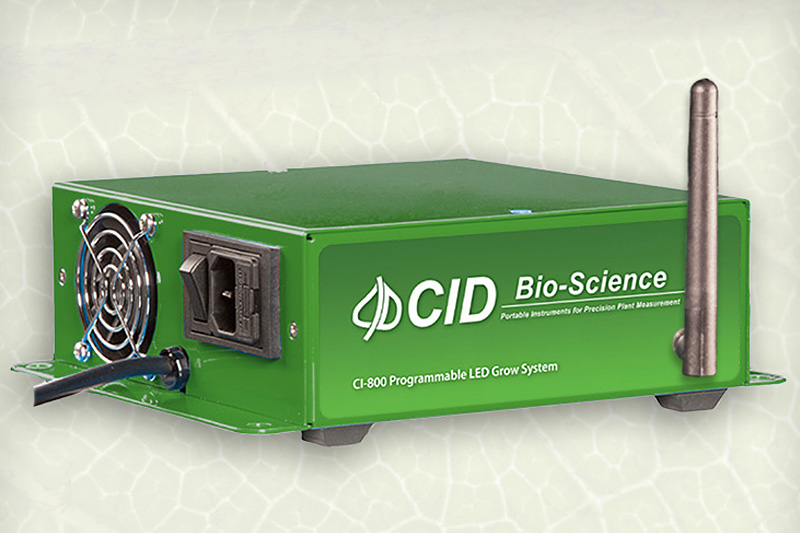 CID Bio-Science
Portable Instruments for Precision Plant Measurement
CI-800 Programmable LED Grow System